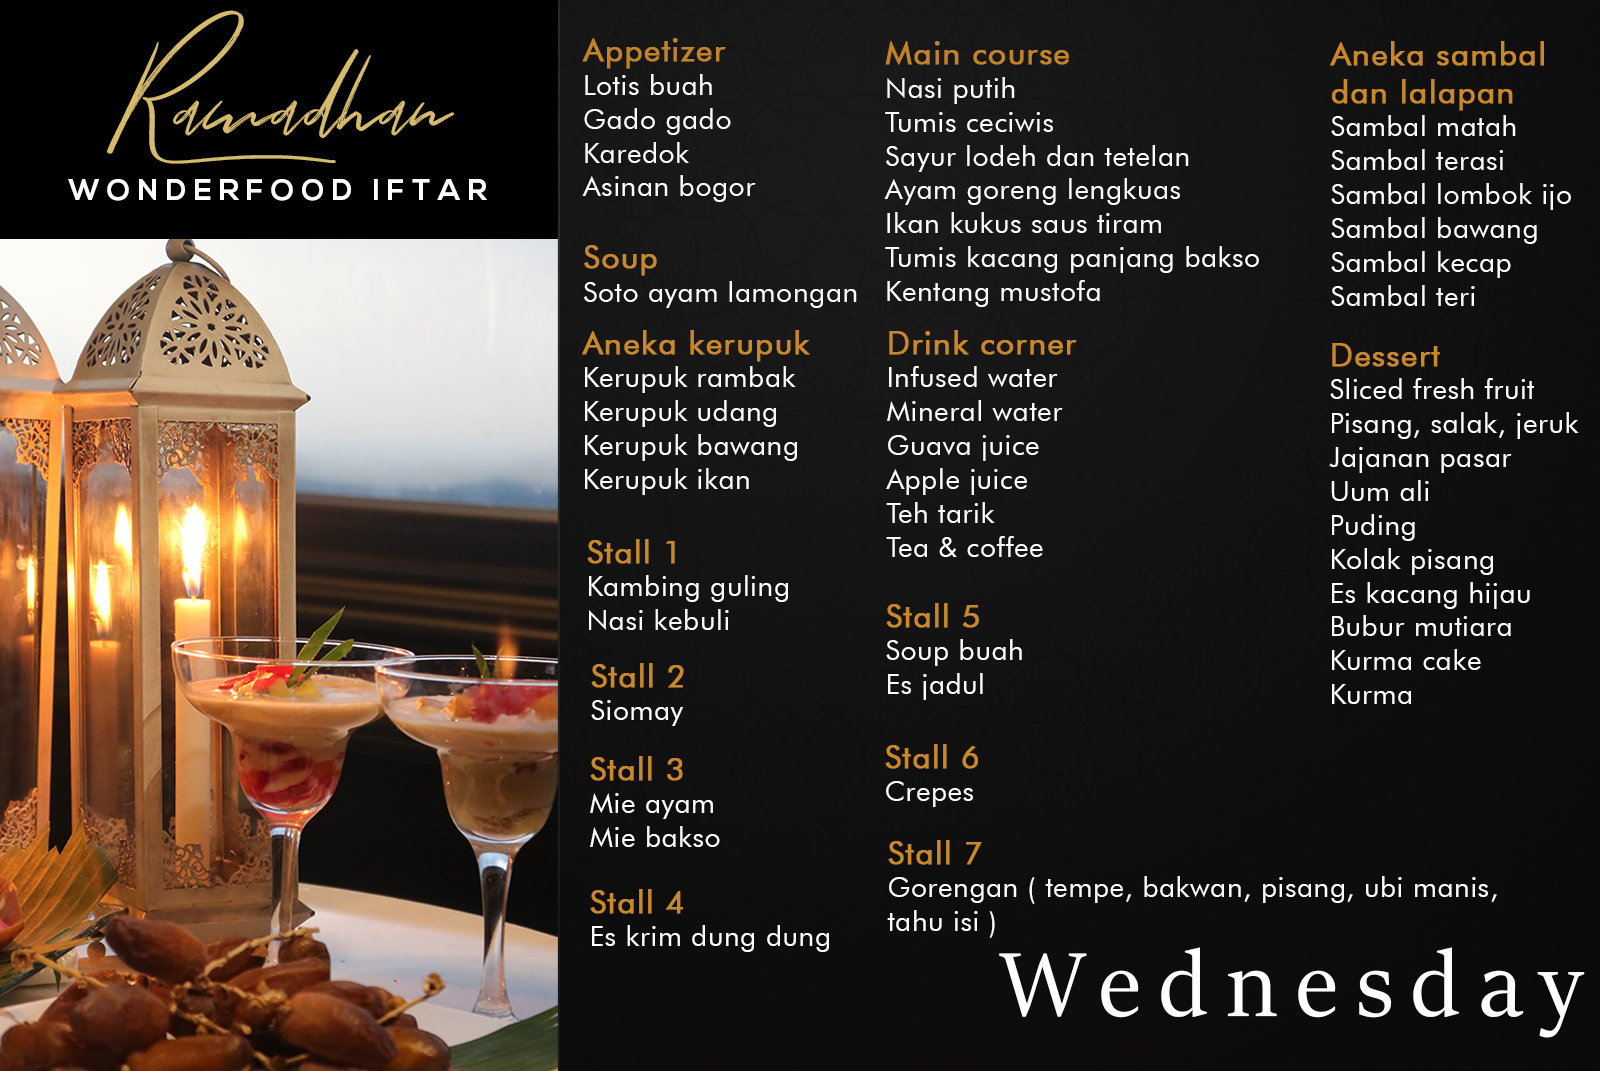 Ramadhan
WONDERFOOD IFTAR
Appetizer
Lotis buah
Gado gado
Karedok
Asinan bogor
Soup
Soto ayam lamongan
Aneka kerupuk
Kerupuk rambak
Kerupuk udang
Kerupuk bawang
Kerupuk ikan
Stall 1
Kambing guling
Nasi kebuli
Stall 2
Siomay
Stall 3
Mie ayam
Mie bakso
Stall 4
Es krim dung dung
Main course
Nasi putih
Tumis ceciwis
Sayur lodeh dan tetelan
Ayam goreng lengkuas
Ikan kukus saus tiram
Tumis kacang panjang bakso
Kentang mustofa
Drink corner
Infused water
Mineral water
Guava juice
Apple juice
Teh tarik
Tea & coffee
Stall 5
Soup buah
Es jadul
Stall 6
Crepes
Stall 7
Gorengan ( tempe, bakwan, pisang, ubi manis,
tahu isi )
Aneka sambal
dan lalapan
Sambal matah
Sambal terasi
Sambal lombok ijo
Sambal bawang
Sambal kecap
Sambal teri
Dessert
Sliced fresh fruit
Pisang, salak, jeruk
Jajanan pasar
Uum ali
Puding
Kolak pisang
Es kacang hijau
Bubur mutiara
Kurma cake
Kurma
Wednesday